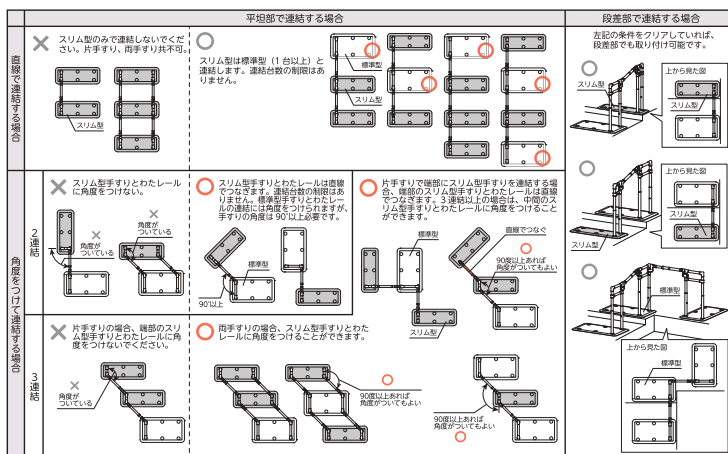 平坦部で連結する場合
段差部で連結する場合
直線で連結する場合
スリム型のみで連結しないでくだ
さい。片手すり、両手すり共不可。
スリム型
スリム型は標準型（1 台以上）と
連結します。連結台数の制限はあ
りません。
標準型
スリム型
左記の条件をクリアしていれば、
段差部でも取り付け可能です。
スリム型
上から見た図
スリム型
標準型
上から見た図
標準型
スリム型
スリム型
標準型
上から見た図
標準型
角度をつけて連結する場合
2連結
スリム型手すりとわたレール
に角度をつけない。
角度が
ついている
角度が
ついている
スリム型手すりとわたレールは直線
でつなぎます。連結台数の制限はあ
りません。標準型手すりとわたレー
ルの連結には角度をつけられますが、
手すりの角度は 90°以上必要です。
標準型
90°以上
片手すりで端部にスリム型手すりを連結する場
合、端部のスリム型手すりとわたレールは直線
でつなぎます。3 連結以上の場合は、中間のス
リム型手すりとわたレールに角度をつけること
ができます。
標準型
直線でつなぐ
90度以上あれば
角度がついてもよい
スリム型
90度以上あれば
角度がついてもよい
3連結
片手すりの場合、端部のスリ
ム型手すりとわたレールに角
度をつけないでください。
角度が
ついている
両手すりの場合、スリム型手すりとわた
レールに角度をつけることができます。
90度以上あれば
角度がついてもよい